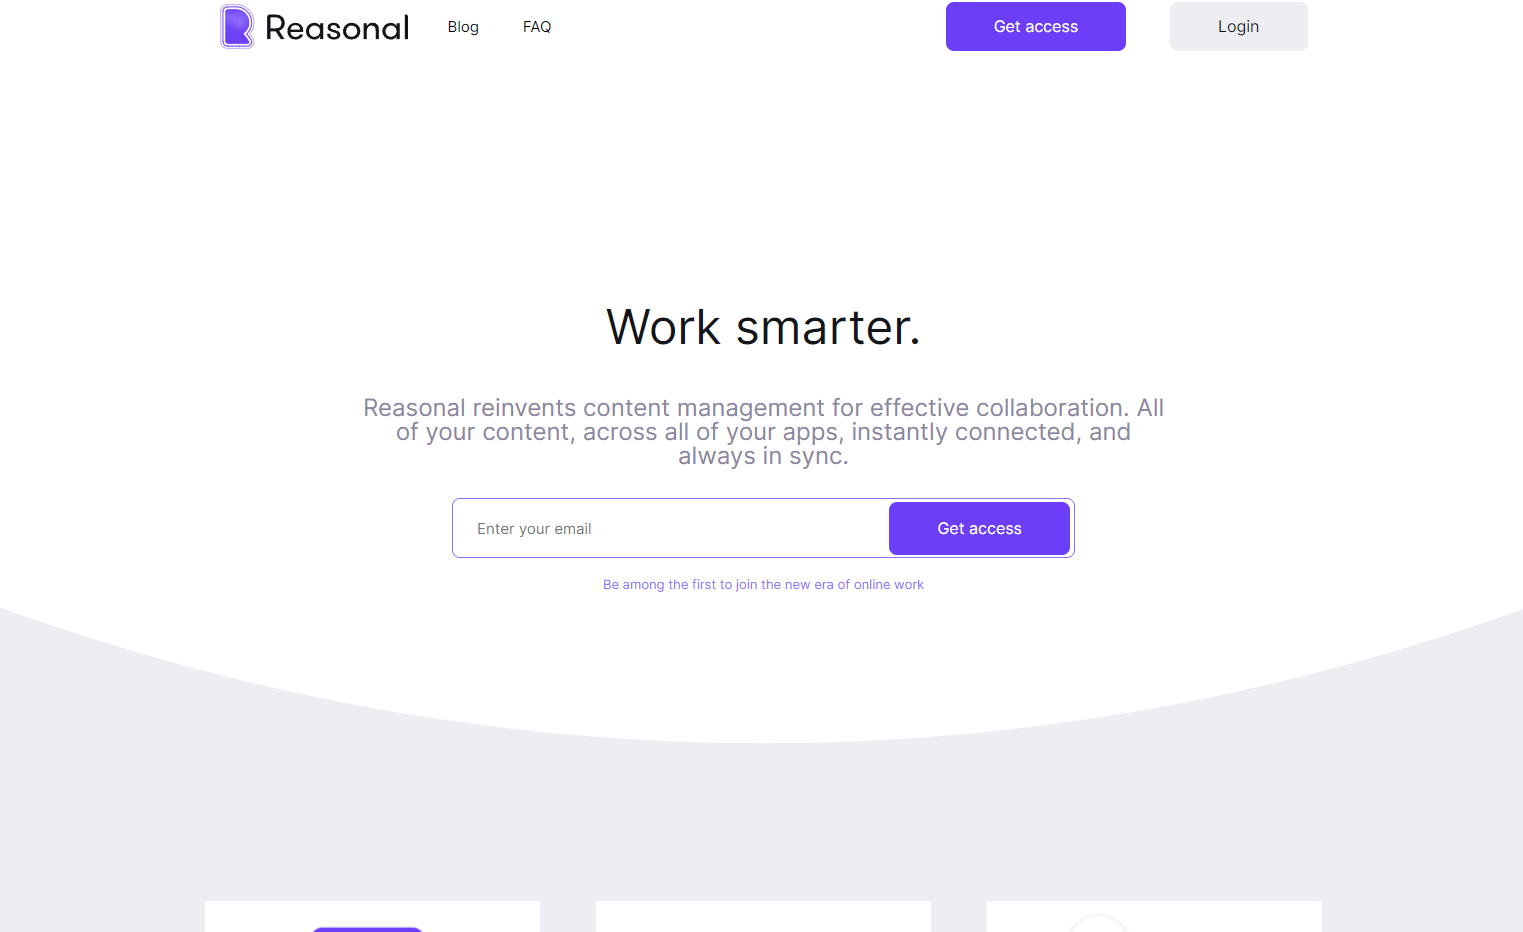 Reasonal
Blog
FAQ
Get access
Login
Work smarter.
Reasonal reinvents content management for effective collaboration. All
of your content, across all of your apps, instantly connected, and
always in sync.
Enter your email
Get access
Be among the first to join the new era of online work